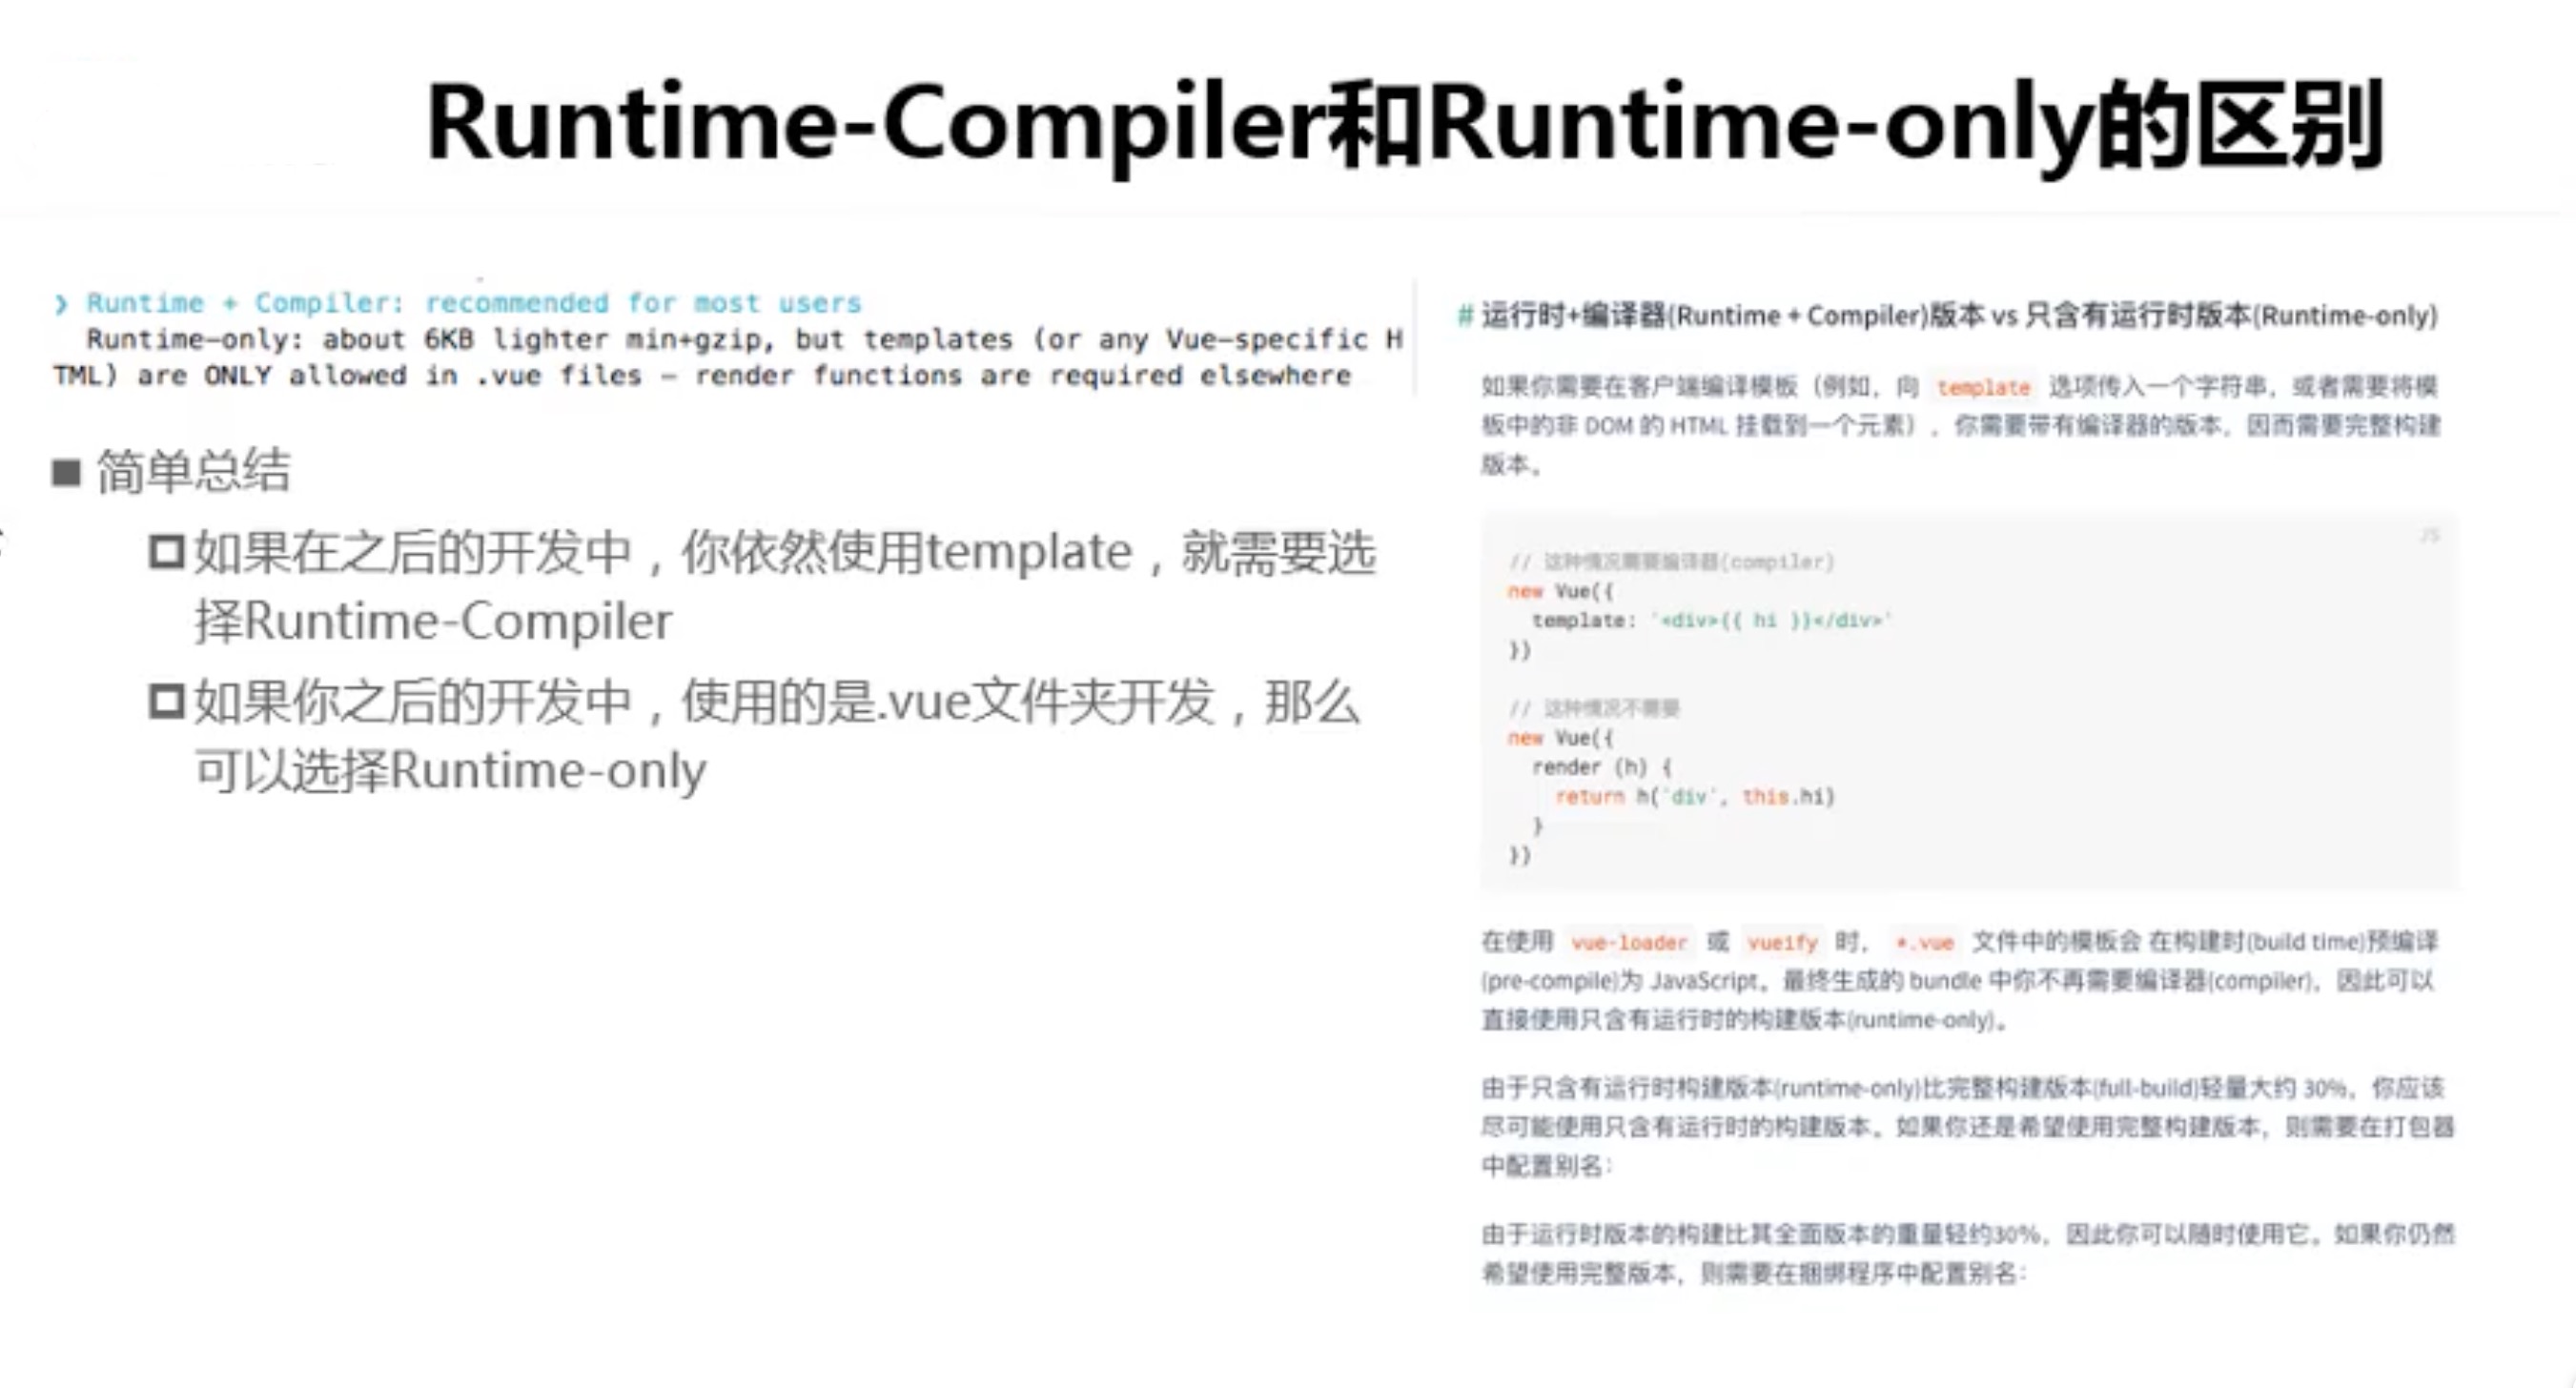 Runtime-Compiler和Runtime-only的区别
❯ Runtime + Compiler: recommended for most users
Runtime-only: about 6KB lighter min+gzip, but templates (or any Vue-specific H
TML) are ONLY allowed in .vue files - render functions are required elsewhere
■ 简单总结
如果在之后的开发中，你依然使用template，就需要选
择Runtime-Compiler
如果你之后的开发中，使用的是.vue文件夹开发，那么
可以选择Runtime-only
# 运行时+编译器(Runtime + Compiler)版本 vs 只含有运行时版本(Runtime-only)
如果你需要在客户端编译模板（例如，向 template 选项传入一个字符串，或者需要将模
板中的非 DOM 的 HTML 挂载到一个元素），你需要带有编译器的版本，因而需要完整构建
版本。
JS
// 这种情况需要编译器(compiler)
new Vue({
template: '<div>{{ hi }}</div>'
})
// 这种情况不需要
new Vue({
render (h) {
return h('div', this.hi)
}
})
在使用 vue-loader 或 vueify 时， *.vue 文件中的模板会 在构建时(build time)预编译
(pre-compile)为 JavaScript。最终生成的 bundle 中你不再需要编译器(compiler)，因此可以
直接使用只含有运行时的构建版本(runtime-only)。
由于只含有运行时构建版本(runtime-only)比完整构建版本(full-build)轻量大约 30%，你应该
尽可能使用只含有运行时的构建版本。如果你还是希望使用完整构建版本，则需要在打包器
中配置别名：
由于运行时版本的构建比其全面版本的重量轻约30%，因此你可以随时使用它。如果你仍然
希望使用完整版本，则需要在捆绑程序中配置别名：